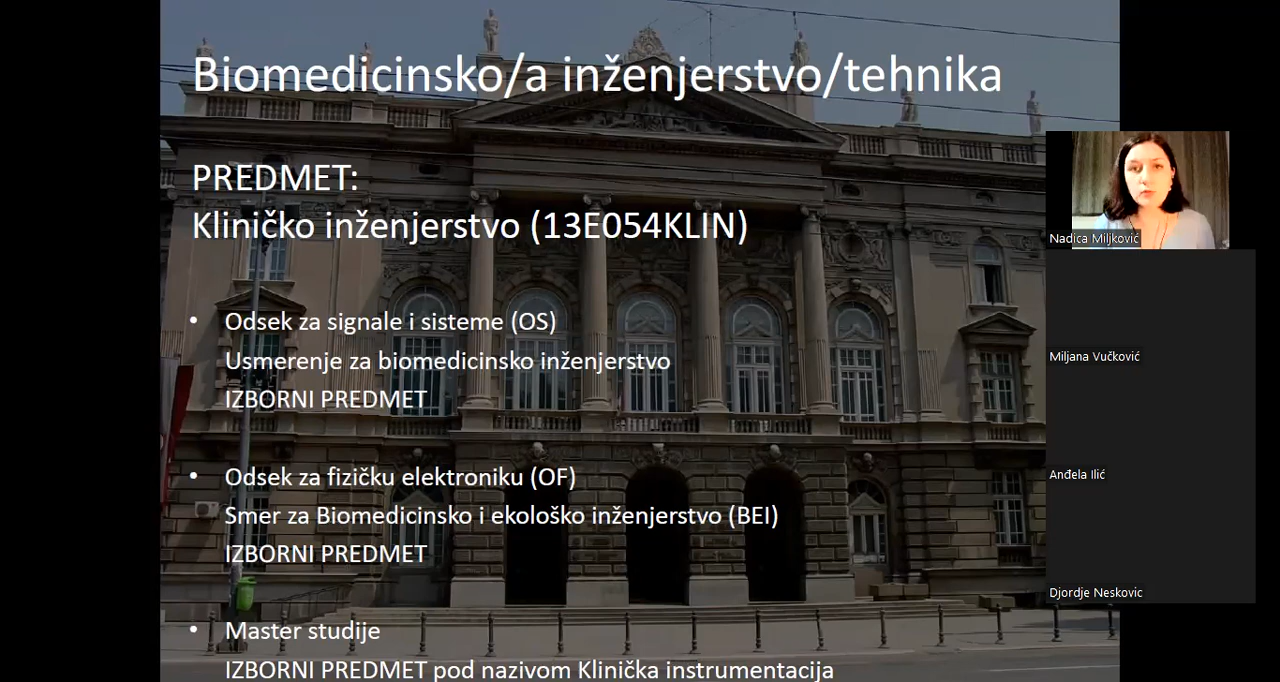 Biomedicinsko/a inženjerstvo/tehnika
PREDMET:
Kliničko inženjerstvo (13E054KLIN)
• Odsek za signale i sisteme (OS)
Usmerenje za biomedicinsko inženjerstvo
IZBORNI PREDMET
• Odsek za fizičku elektroniku (OF)
Smer za Biomedicinsko i ekološko inženjerstvo (BEI)
IZBORNI PREDMET
• Master studije
IZBORNI PREDMET pod nazivom Klinička instrumentacija
Nadica Miljković
Miljana Vučković
Anđela Ilić
Djordje Neskovic